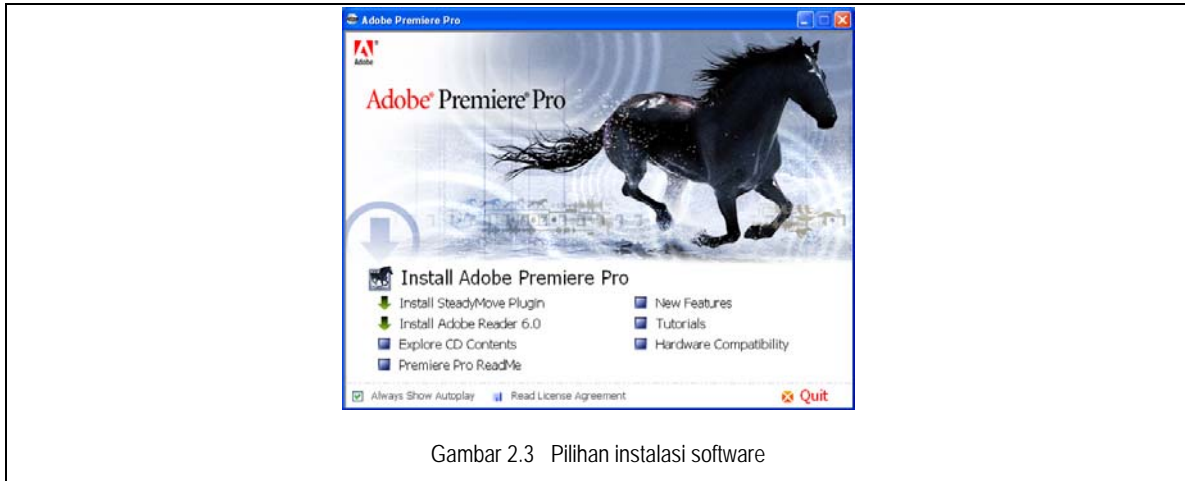 Adobe Premiere Pro
Adobe
Adobe® Premiere® Pro
Install Adobe Premiere Pro
Install SteadyMove Plugin
Install Adobe Reader 6.0
Explore CD Contents
Premiere Pro ReadMe
New Features
Tutorials
Hardware Compatibility
Always Show Autoplay
Read License Agreement
Quit
Gambar 2.3 Pilihan instalasi software